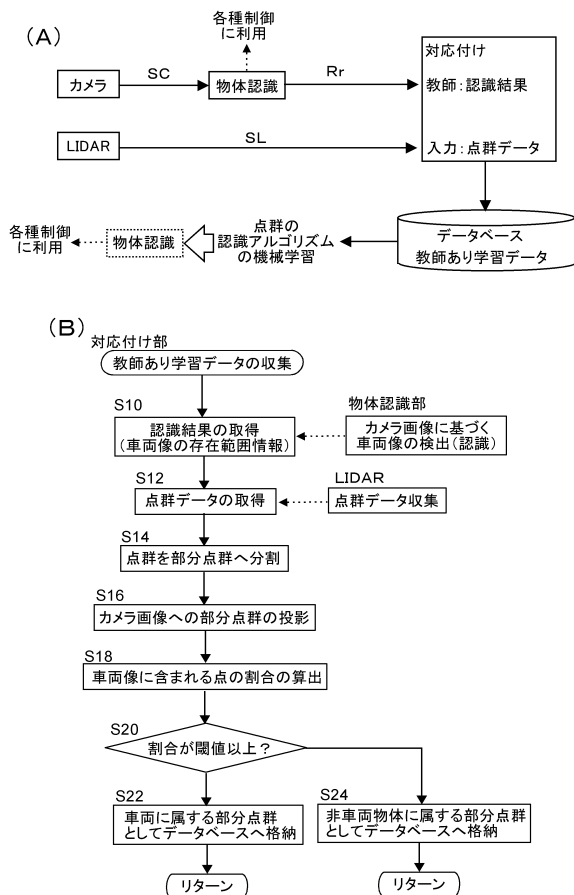 (A)
各種制御
に利用
カメラ
SC
物体認識
Rr
対応付け
教師:認識結果
LIDAR
SL
入力:点群データ
各種制御
に利用
物体認識
点群の
認識アルゴリズム
の機械学習
データベース
教師あり学習データ
(B)
対応付け部
教師あり学習データの収集
S10
認識結果の取得
(車両像の存在範囲情報)
物体認識部
カメラ画像に基づく
車両像の検出(認識)
S12
点群データの取得
LIDAR
点群データ収集
S14
点群を部分点群へ分割
S16
カメラ画像への部分点群の投影
S18
車両像に含まれる点の割合の算出
S20
割合が閾値以上?
S22
車両に属する部分点群
としてデータベースへ格納
S24
非車両物体に属する部分点群
としてデータベースへ格納
リターン
リターン